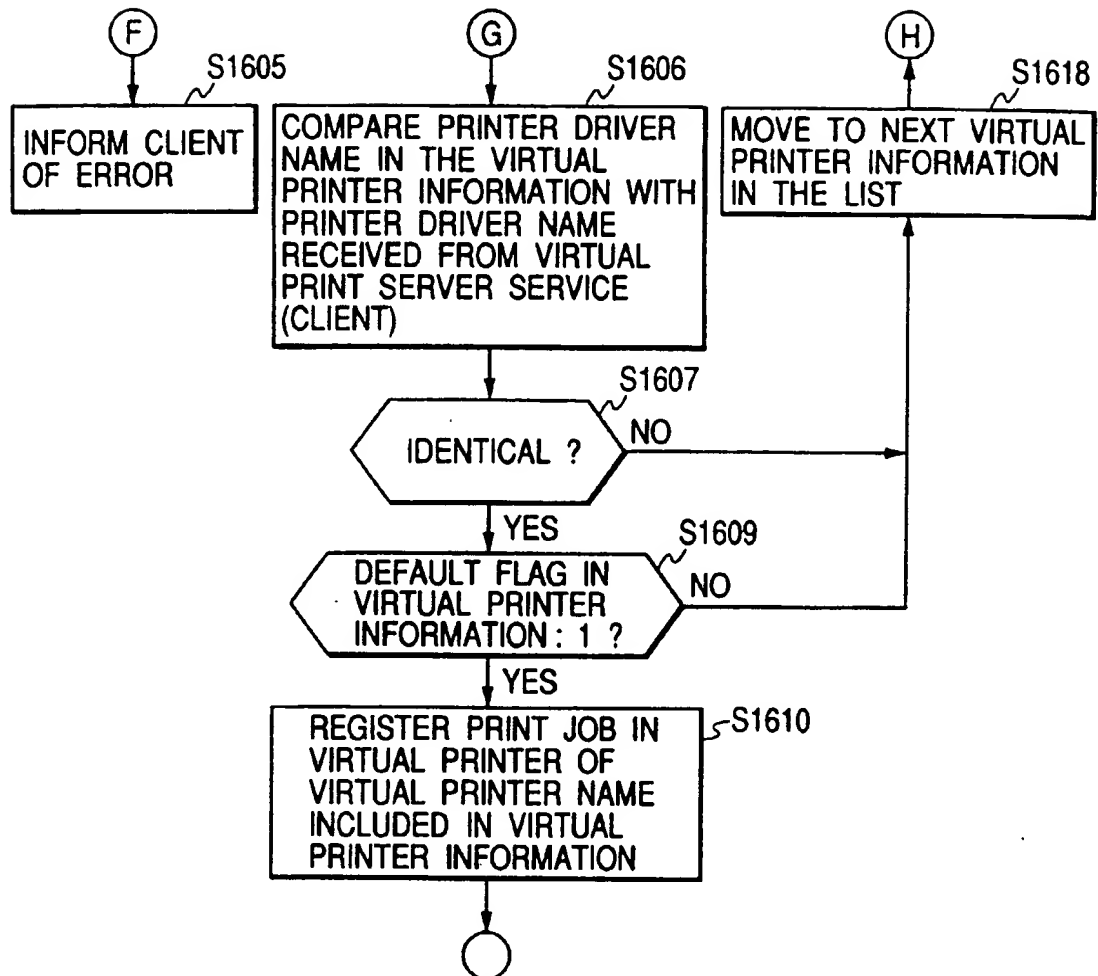 F
S1605
INFORM CLIENT
OF ERROR
G
S1606
COMPARE PRINTER DRIVER
NAME IN THE VIRTUAL
PRINTER INFORMATION WITH
PRINTER DRIVER NAME
RECEIVED FROM VIRTUAL
PRINT SERVER SERVICE
(CLIENT)
H
S1618
MOVE TO NEXT VIRTUAL
PRINTER INFORMATION
IN THE LIST
S1607
IDENTICAL ?
NO
YES
S1609
DEFAULT FLAG IN
VIRTUAL PRINTER
INFORMATION : 1 ?
NO
YES
S1610
REGISTER PRINT JOB IN
VIRTUAL PRINTER OF
VIRTUAL PRINTER NAME
INCLUDED IN VIRTUAL
PRINTER INFORMATION